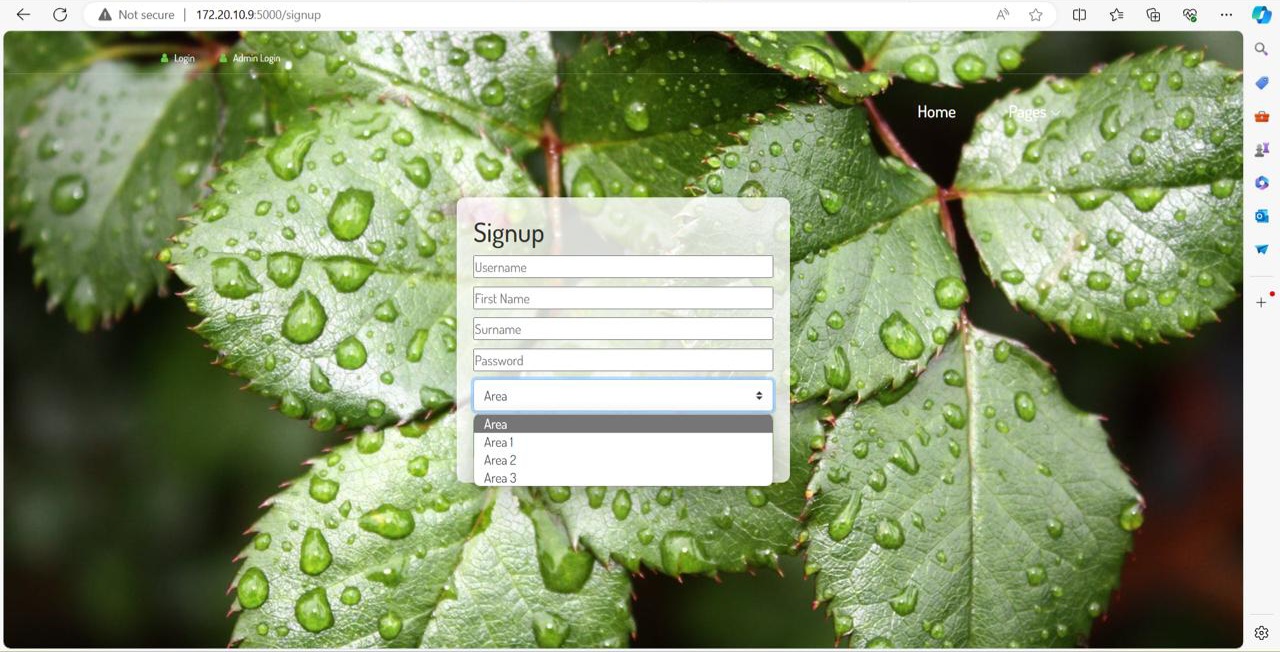 Not secure 172.20.10.9:5000/signup
Login Admin Login
Home Pages
Signup
Username
First Name
Surname
Password
Area
Area
Area 1
Area 2
Area 3